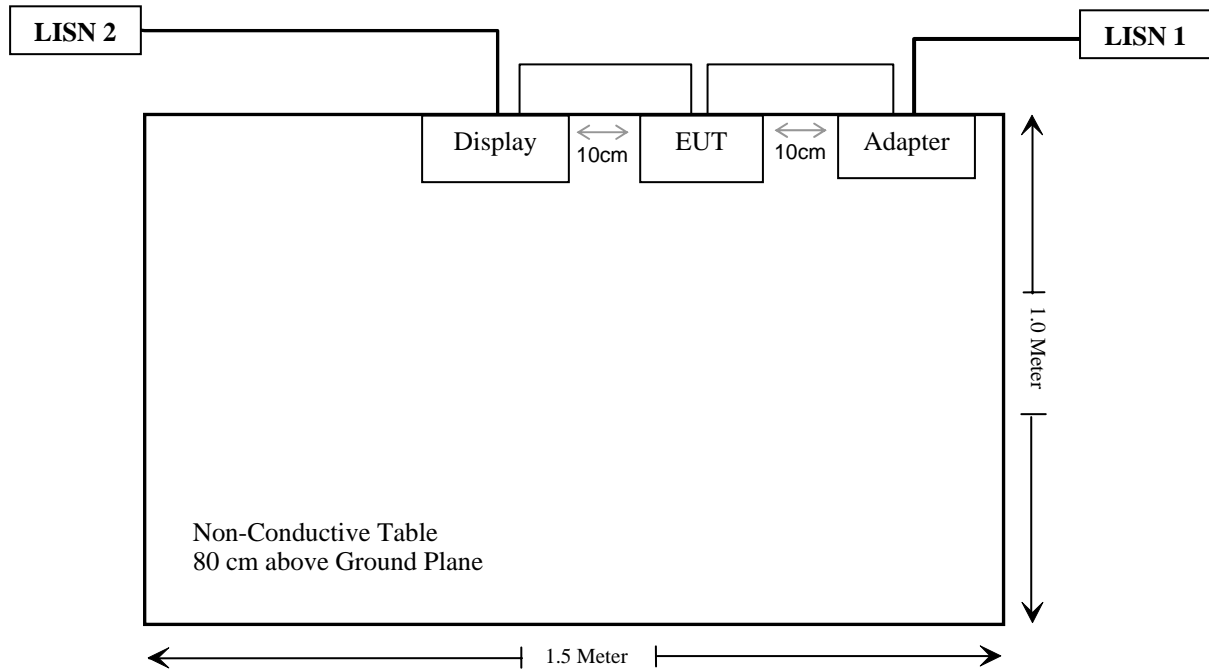 LISN 2
LISN 1
Display
10cm
EUT
10cm
Adapter
1.0 Meter
Non-Conductive Table
80 cm above Ground Plane
1.5 Meter